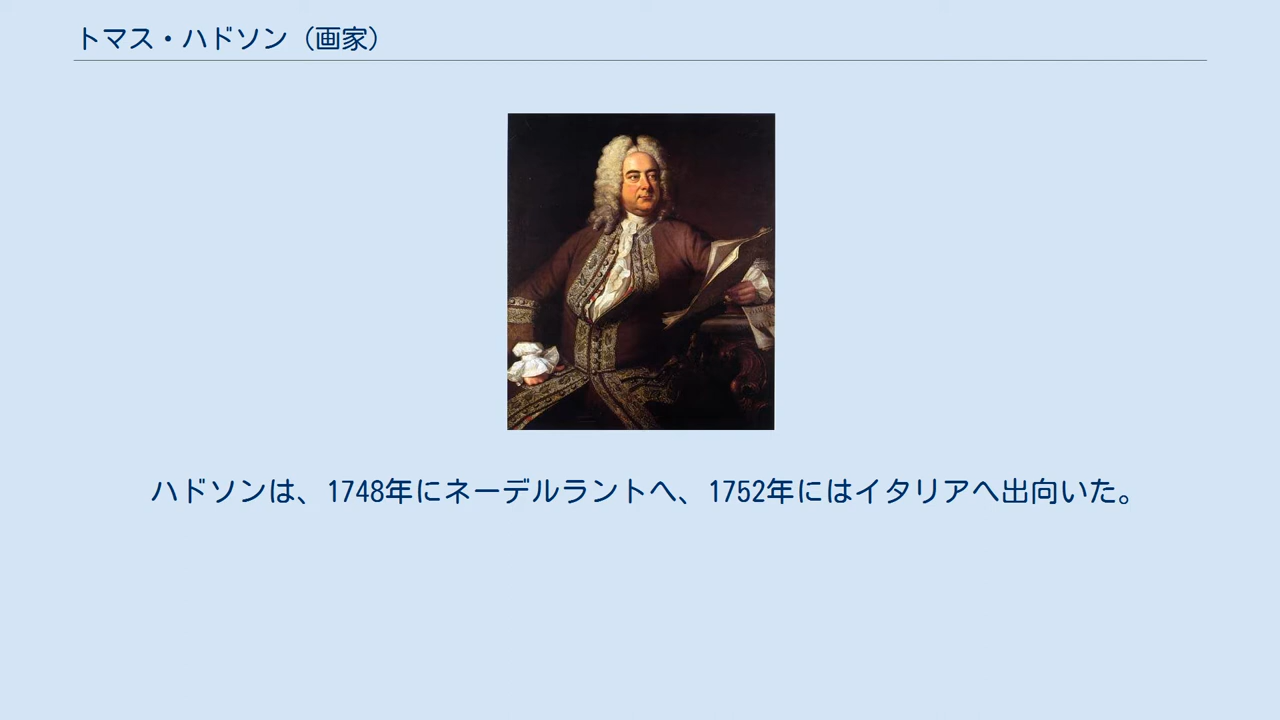 トマス・ハドソン（画家）
ハドソンは、1748年にネーデルラントへ、1752年にはイタリアへ出向いた。